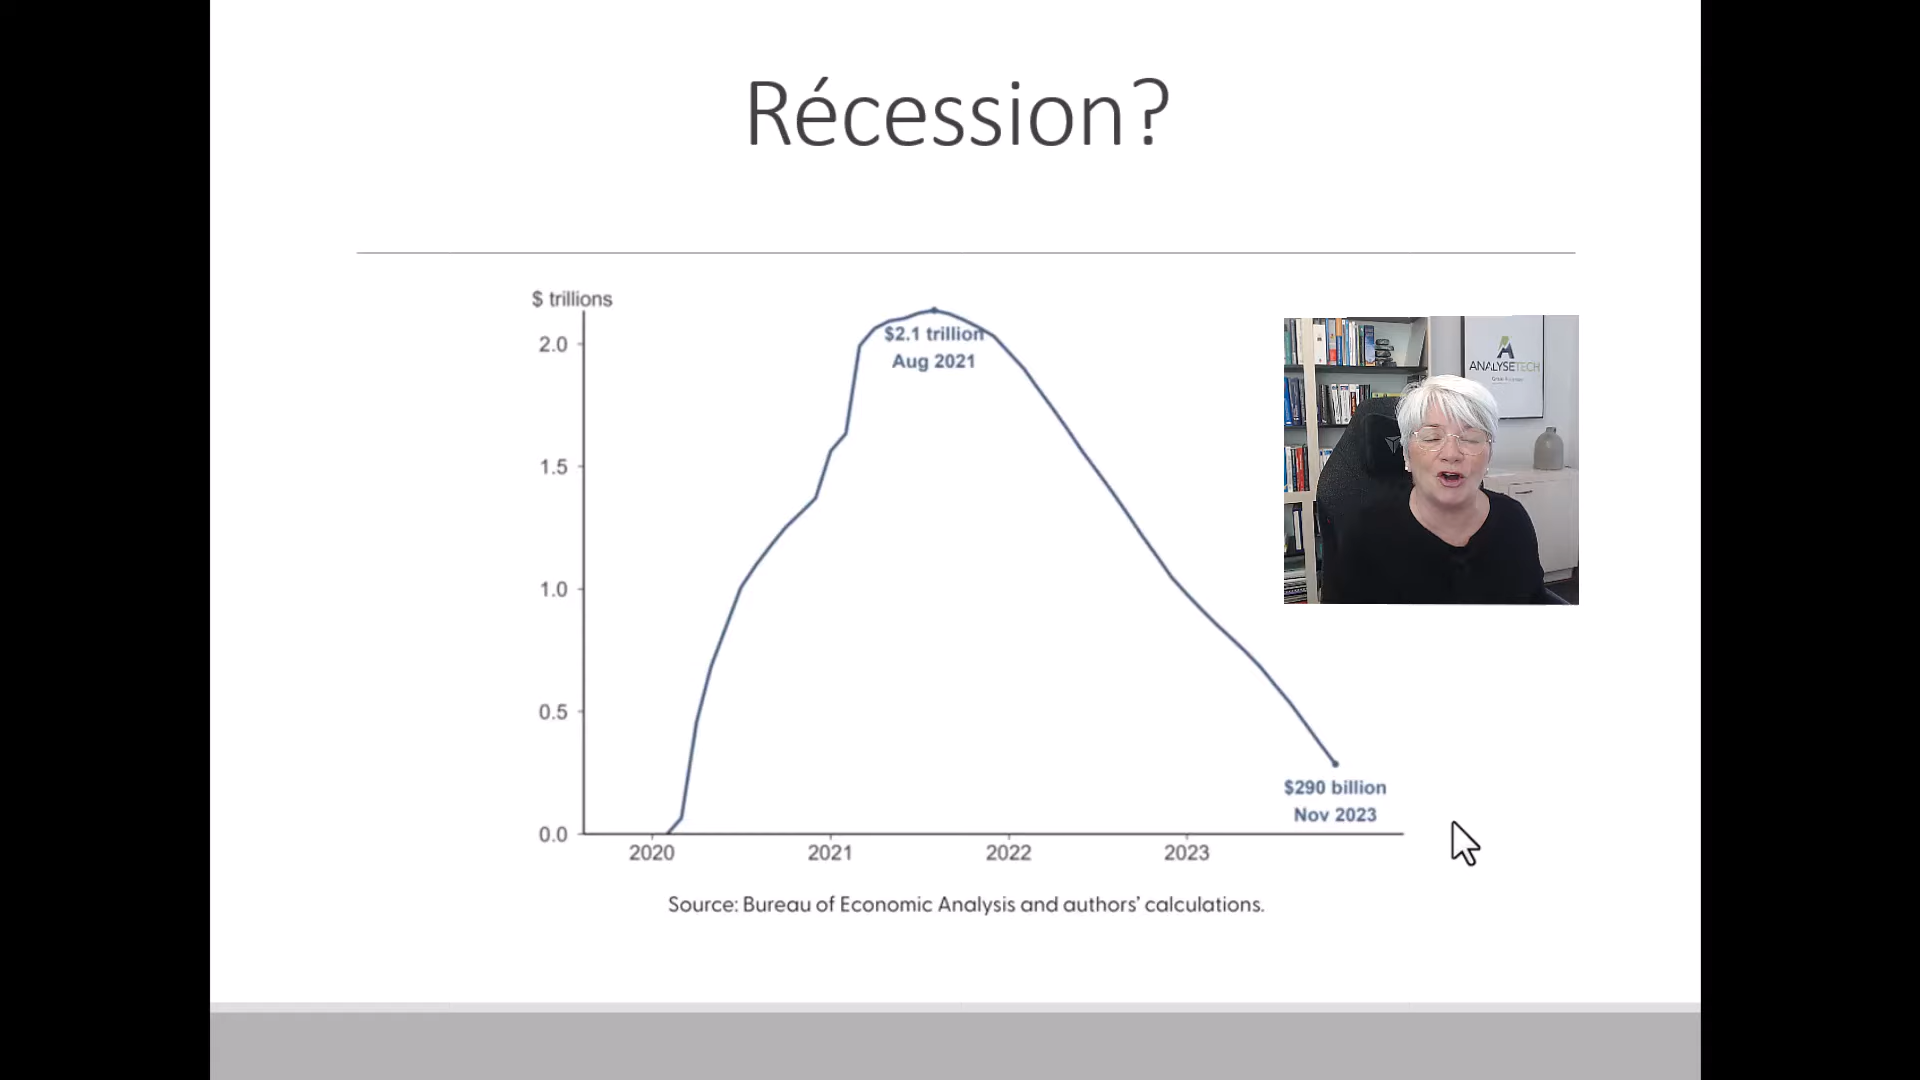 Récession?
$ trillions
2.0
1.5
1.0
0.5
0.0
$2.1 trillion
Aug 2021
$290 billion
Nov 2023
2020 2021 2022 2023
Source: Bureau of Economic Analysis and authors’ calculations.
ANALYSETECH